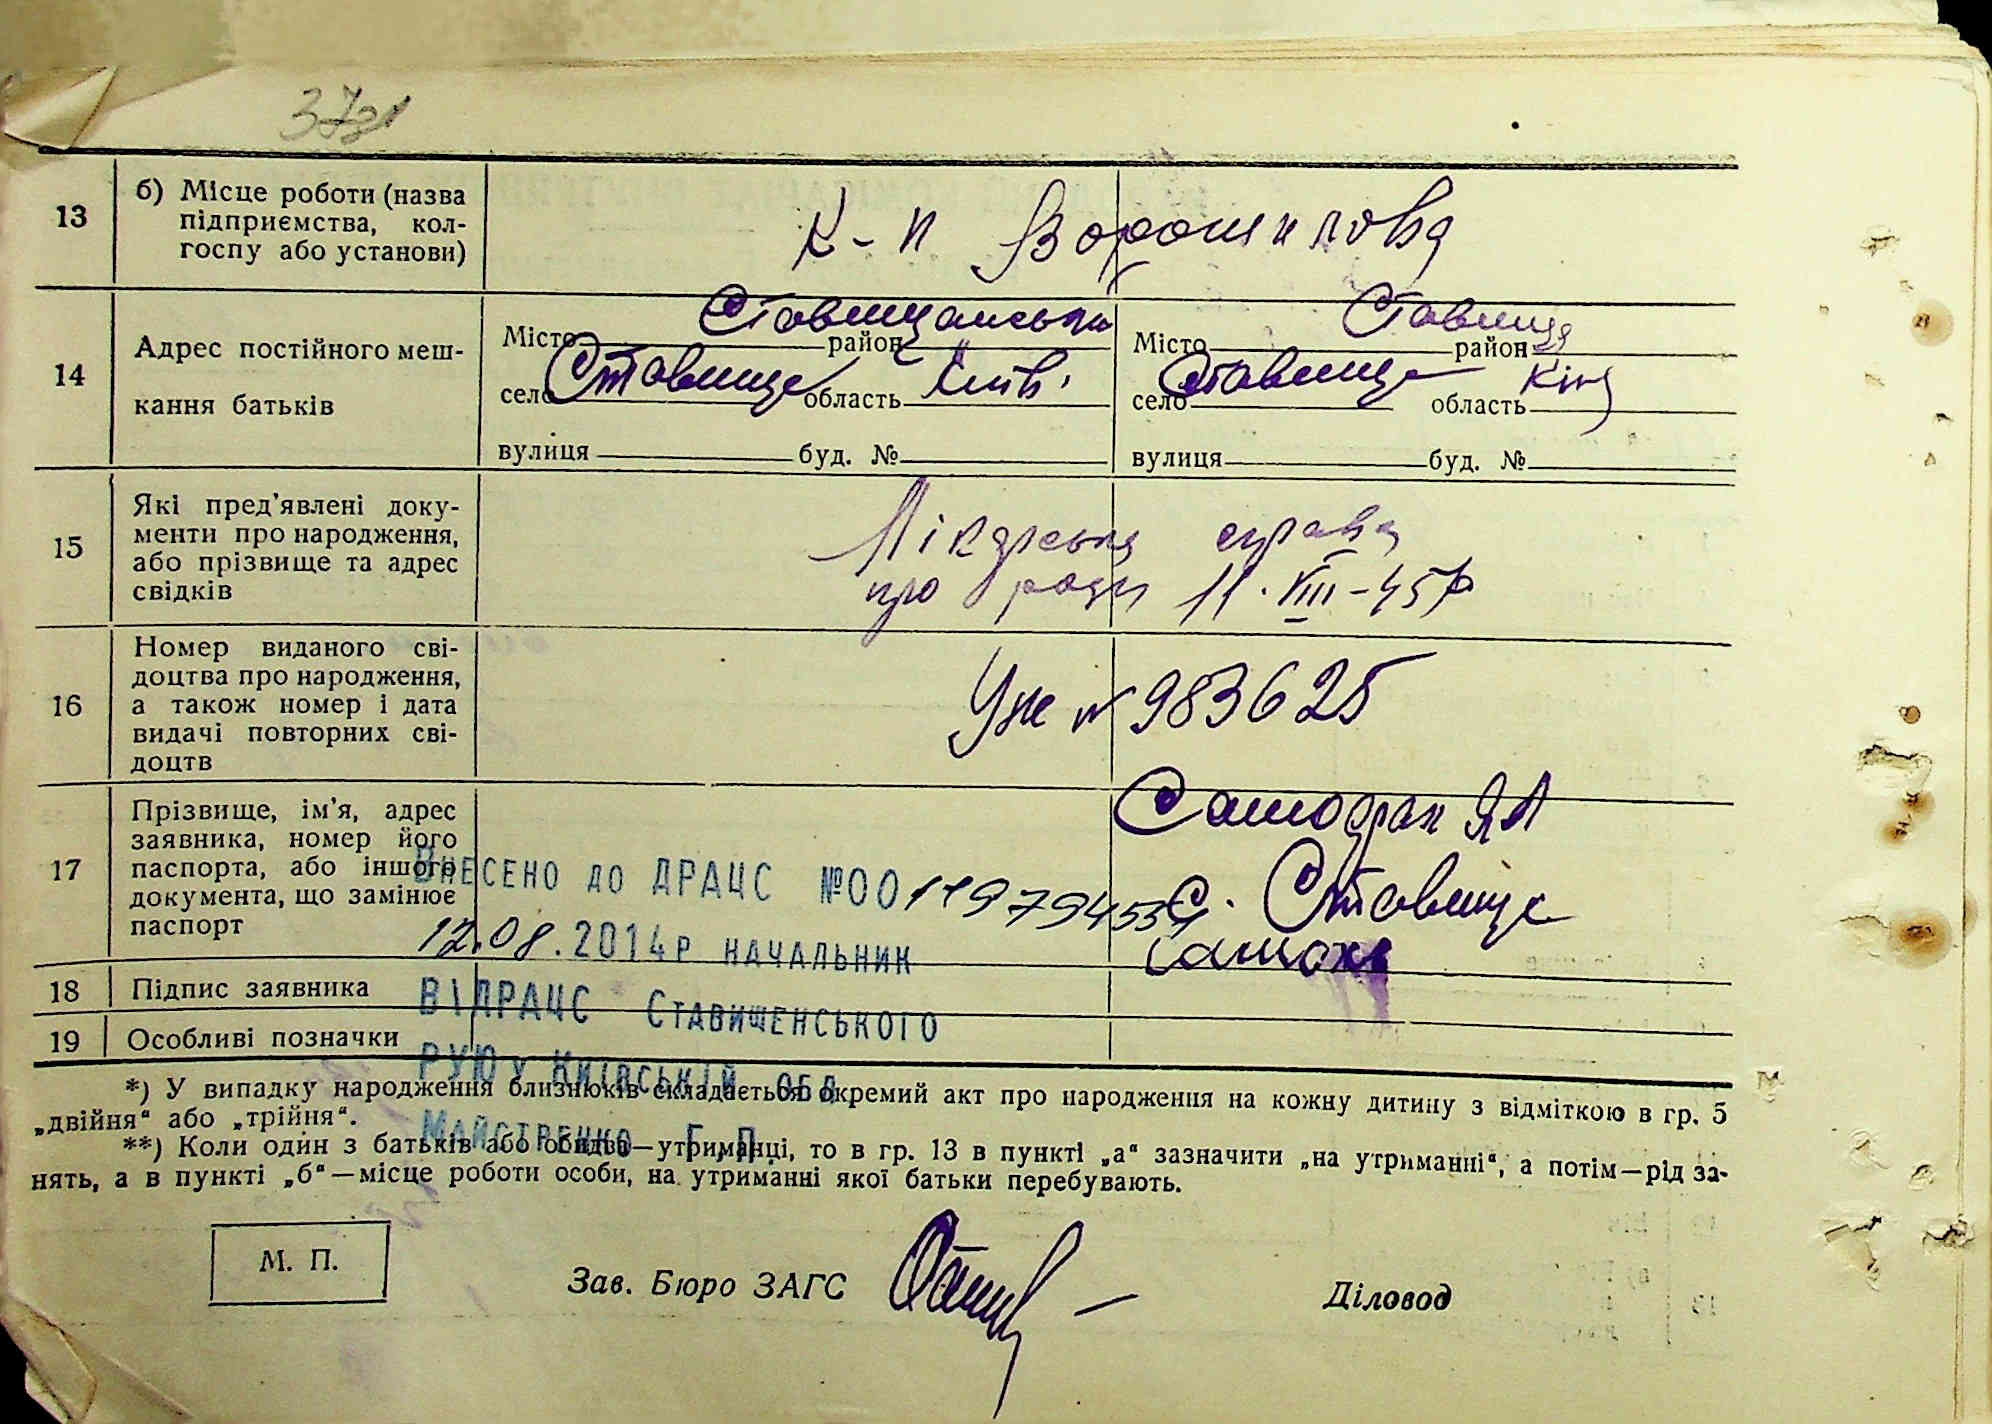 13
б) Місце роботи (назва
підприємства, кол-
госпу або установи)
К-п Ворошилова
14
Адрес постійного меш-
кання батьків
Місто Ставищанський район
село Ставище область Київ.
вулиця буд. №
Місто район Ставище
село Ставище область Київ
вулиця буд. №
15
Які пред'явлені доку-
менти про народження,
або прізвище та адрес
свідків
Лікарська справка
про роди 11. VIII-45р
16
Номер виданого сві-
доцтва про народження,
а також номер і дата
видачі повторних сві-
доцтв
№ 983625
17
Прізвище, ім'я, адрес
заявника, номер його
паспорта, або іншого
документа, що замінює
паспорт
с. Ставище
Внесено до ДРАЦС №00119794534
12.08.2014р начальник
ВІДРАЦС Ставищенського
РУЮ у Київській обл
Майстренко Г.П.
18
Підпис заявника
19
Особливі позначки
*) У випадку народження близнюків складається окремий акт про народження на кожну дитину з відміткою в гр. 5
„двійня“ або „трійня“.
**) Коли один з батьків або обидва—утриманці, то в гр. 13 в пункті „а“ зазначити „на утриманні“, а потім—рід за-
нять, а в пункті „б“—місце роботи особи, на утриманні якої батьки перебувають.
М. П.
Зав. Бюро ЗАГС
Діловод